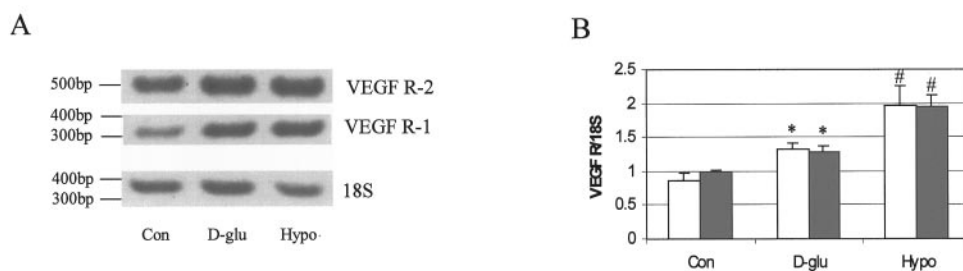 A
500bp
VEGF R-2
400bp
300bp
VEGF R-1
400bp
300bp
18S
Con D-glu Hypo
B
VEGF R/18S
2.5
2
1.5
1
0.5
0
* * # #
Con D-glu Hypo